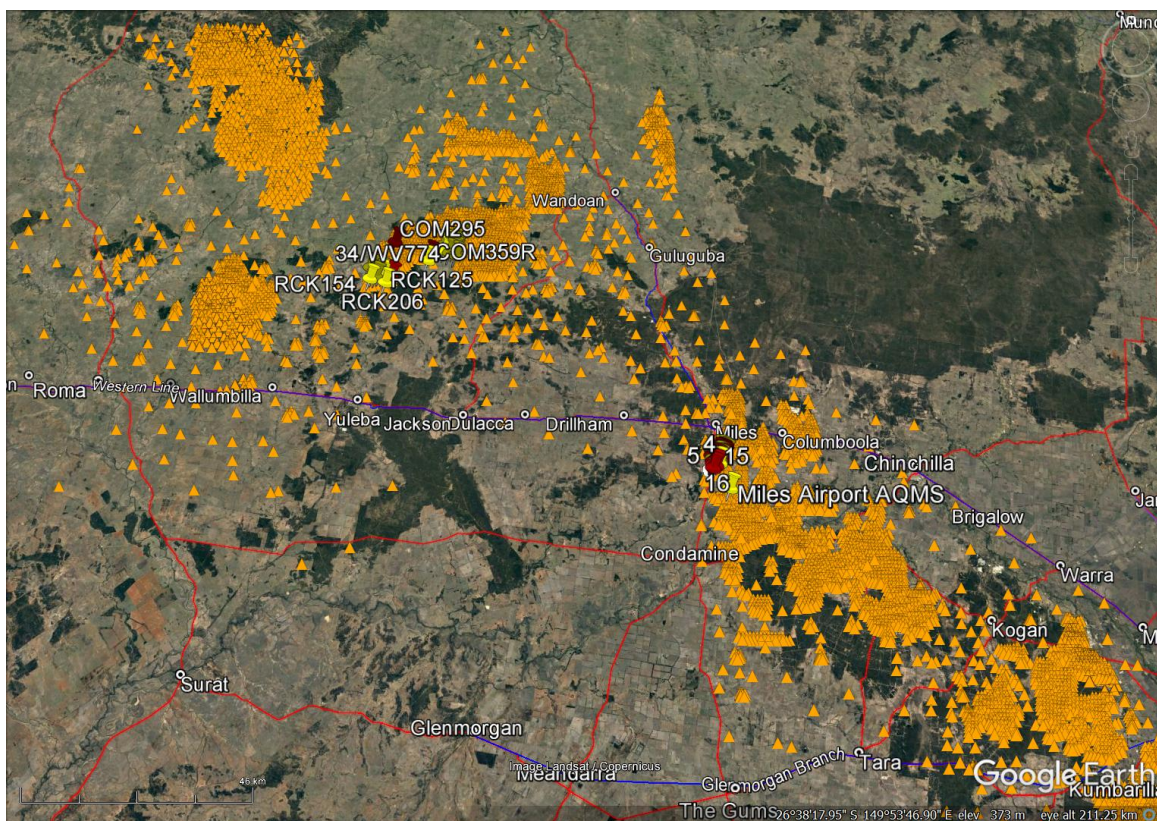 Mund
Wandoan
COM295
34/WV774
COM359R
Guluguba
RCK154
RCK125
RCK206
Roma
Western Line
Wallumbilla
Yuleba
Jackson
Dulacca
Drillham
Miles
Columboola
5
4
15
Chinchilla
16
Miles Airport AQMS
Brigalow
Condamine
Warra
Kogan
Surat
Glenmorgan
Image Landsat / Copernicus
Meandarra
Glenmorgan Branch
Tara
Google Earth
Kumbarilla
46 km
The Gums
26°38'17.95" S 149°53'46.90" E elev 373 m eye alt 211.25 km